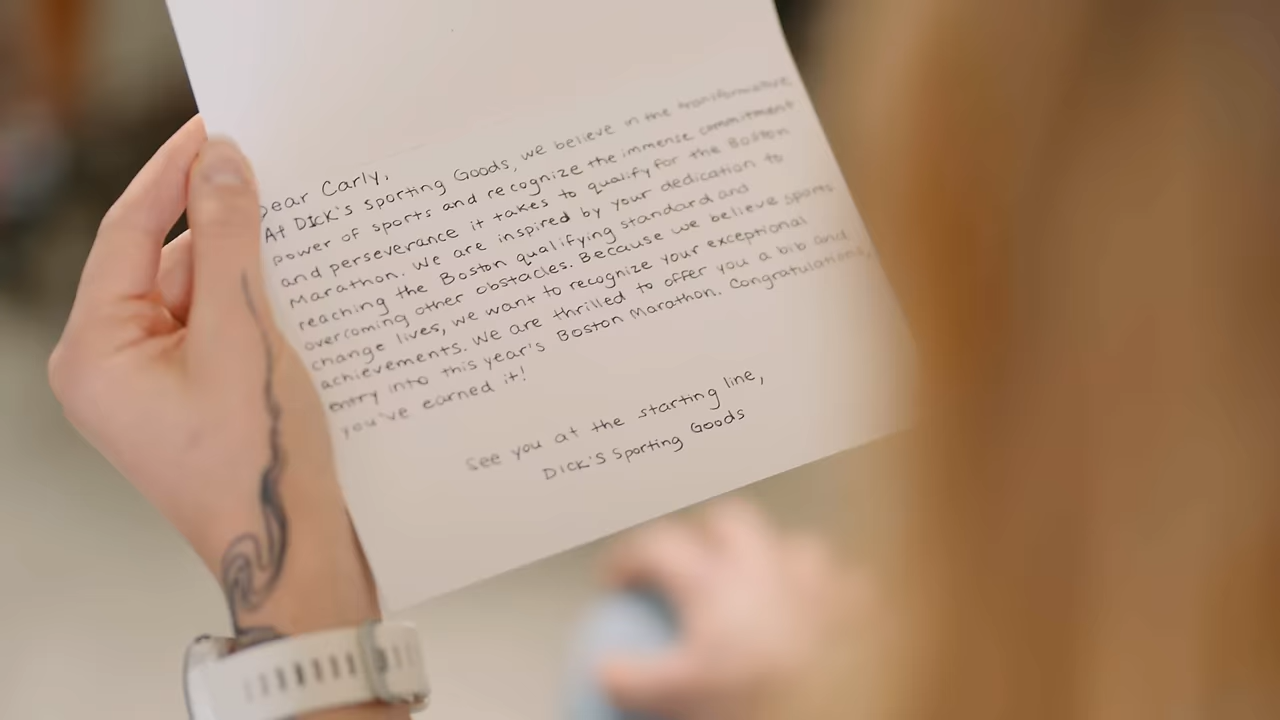 Dear Carly,
At DICK'S Sporting Goods, we believe in the transformative
power of sports and recognize the immense commitment
and perseverance it takes to qualify for the Boston
Marathon. We are inspired by your dedication to
reaching the Boston qualifying standard and
overcoming other obstacles. Because we believe sports
change lives, we want to recognize your exceptional
achievements. We are thrilled to offer you a bib and
entry into this year's Boston Marathon. Congratulations,
you've earned it!
See you at the starting line,
DICK'S Sporting Goods